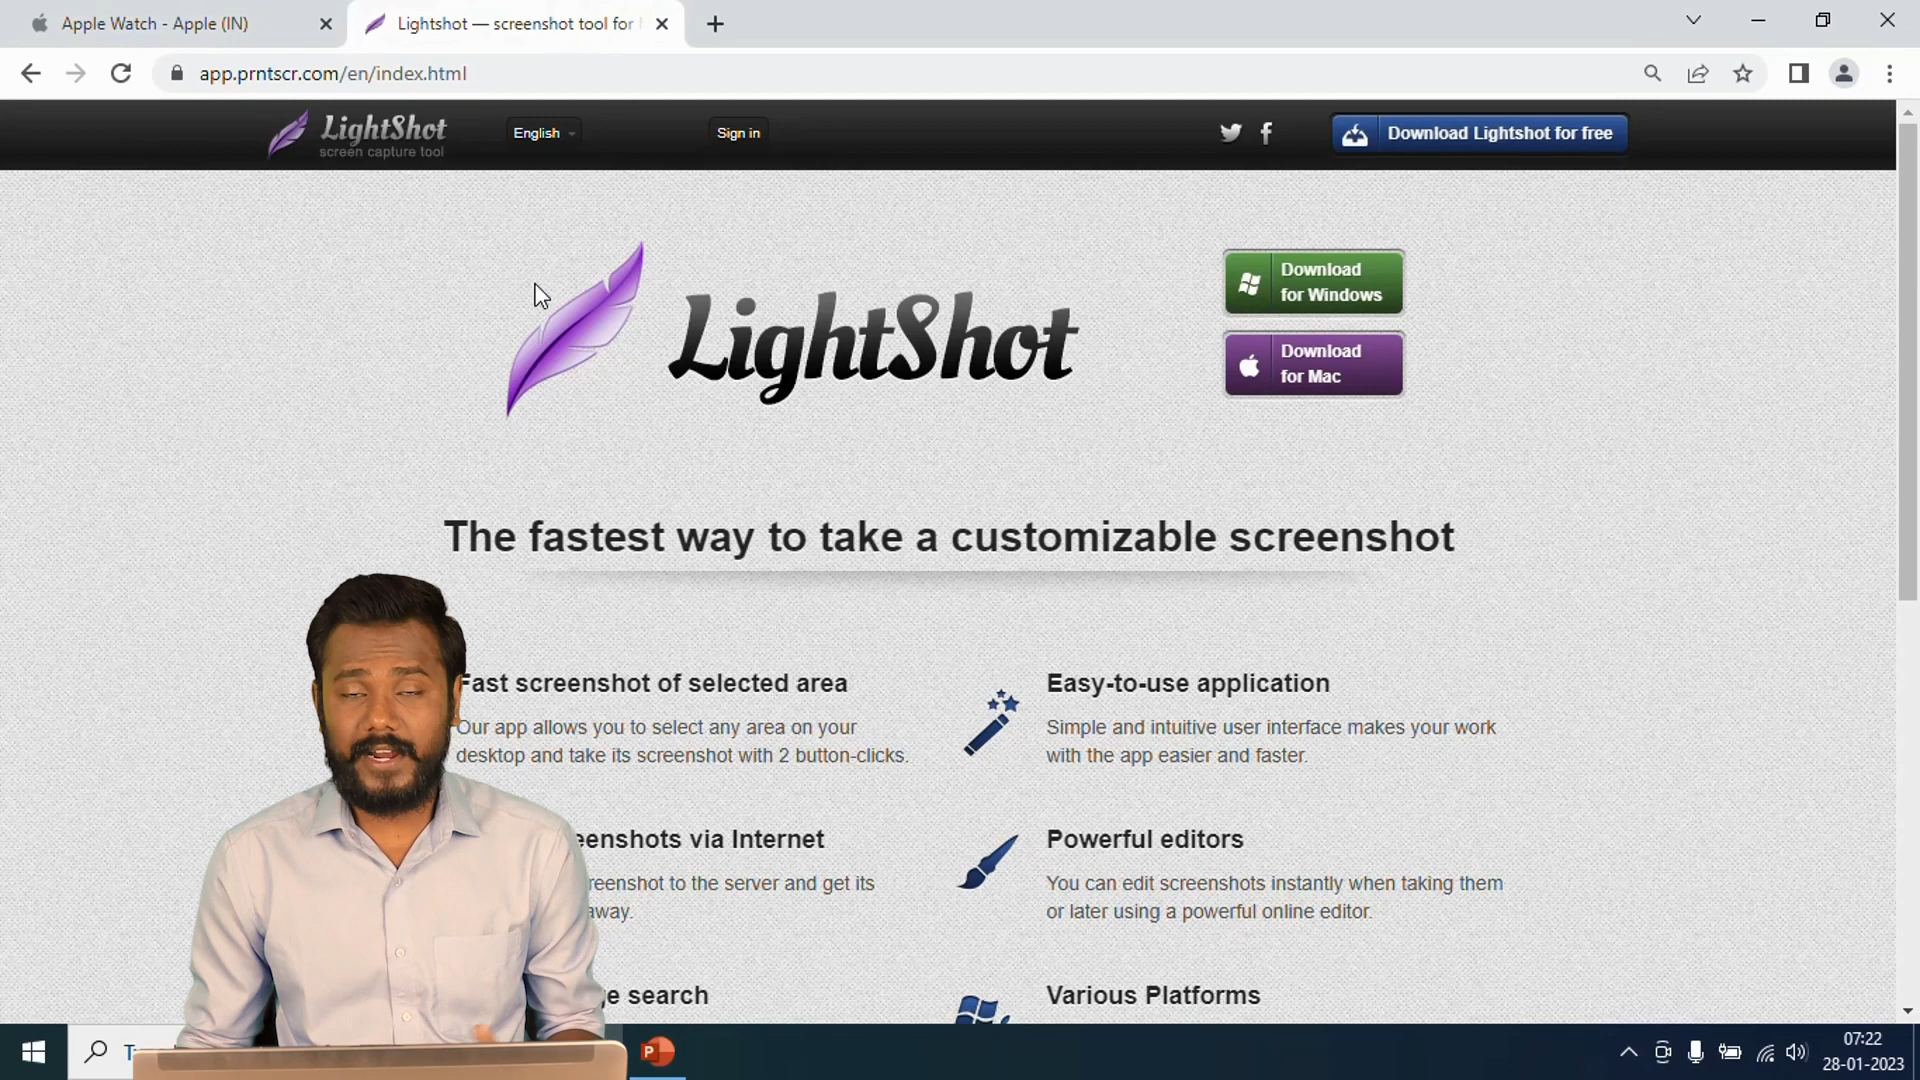 Apple Watch - Apple (IN)
Lightshot — screenshot tool for
app.prntscr.com/en/index.html
LightShot
screen capture tool
English
Sign in
Download Lightshot for free
LightShot
Download
for Windows
Download
for Mac
The fastest way to take a customizable screenshot
Fast screenshot of selected area
Our app allows you to select any area on your
desktop and take its screenshot with 2 button-clicks.
Easy-to-use application
Simple and intuitive user interface makes your work
with the app easier and faster.
eenshots via Internet
reenshot to the server and get its
away.
Powerful editors
You can edit screenshots instantly when taking them
or later using a powerful online editor.
search
Various Platforms
P
07:22
28-01-2023